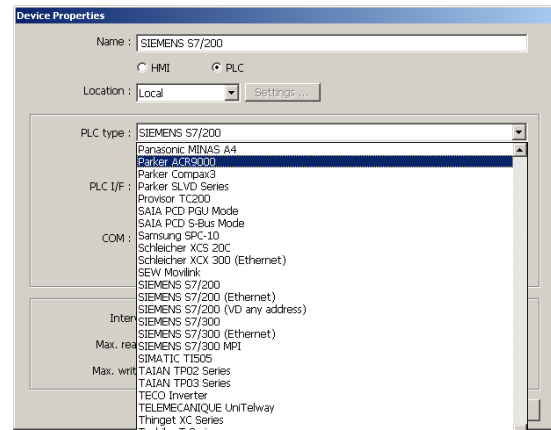 Device Properties
Name : SIEMENS S7/200
HMI PLC
Location : Local Settings ...
PLC type : SIEMENS S7/200
Panasonic MINAS A4
Parker ACR9000
Parker Compax3
PLC I/F : Parker SLVD Series
Provisor TC200
SAIA PCD PGU Mode
SAIA PCD S-Bus Mode
COM : Samsung SPC-10
Schleicher XCS 20C
Schleicher XCX 300 (Ethernet)
SEW Movilink
SIEMENS S7/200
SIEMENS S7/200 (Ethernet)
SIEMENS S7/200 (VD any address)
SIEMENS S7/300
SIEMENS S7/300 (Ethernet)
Max. rea SIEMENS S7/300 MPI
SIMATIC TI505
Max. writ TAIAN TP02 Series
TAIAN TP03 Series
TECO Inverter
TELEMECANIQUE UniTelway
Thinget XC Series